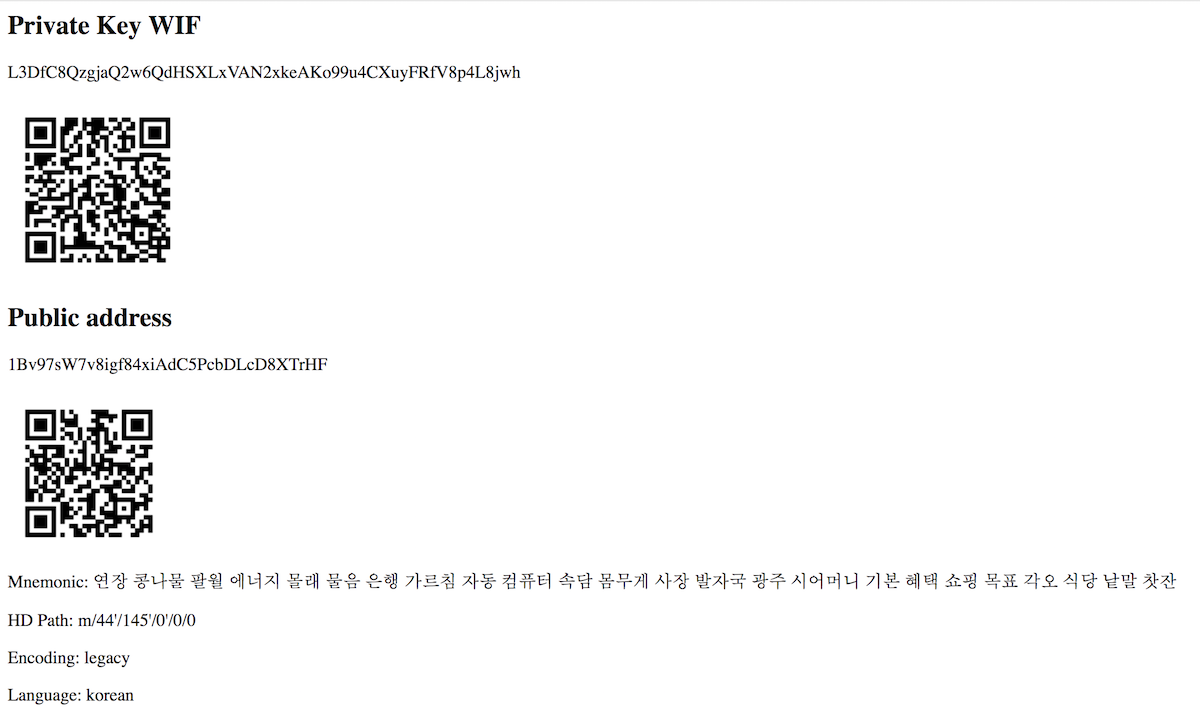 Private Key WIF
L3DfC8QzgjaQ2w6QdHSXLxVAN2xkeAKo99u4CXuyFRfV8p4L8jwh
Public address
1Bv97sW7v8igf84xiAdC5PcbDLcD8XTrHF
Mnemonic: 연장 콩나물 팔월 에너지 몰래 물음 은행 가르침 자동 컴퓨터 속담 몸무게 사장 발자국 광주 시어머니 기본 혜택 쇼핑 목표 각오 식당 낱말 찻잔
HD Path: m/44'/145'/0'/0/0
Encoding: legacy
Language: korean